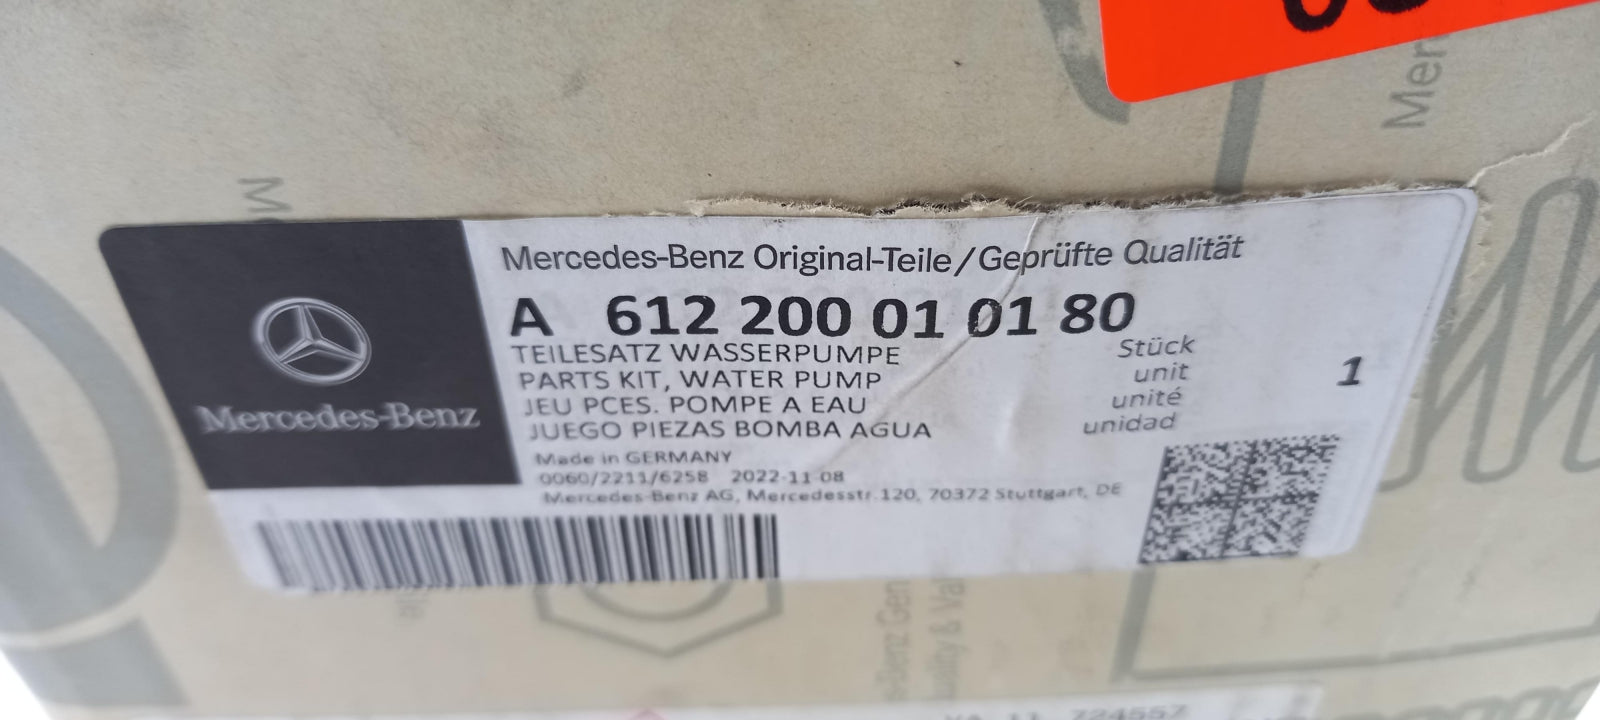 Mercedes-Benz Original-Teile/Geprüfte Qualität
A 612 200 01 01 80
TEILESATZ WASSERPUMPE
PARTS KIT, WATER PUMP
JEU PCES. POMPE A EAU
JUEGO PIEZAS BOMBA AGUA
Stück
unit
unité
unidad
1
Made in GERMANY
0060/2211/6258 2022-11-08
Mercedes-Benz AG, Mercedesstr.120, 70372 Stuttgart, DE
Mercedes-Benz